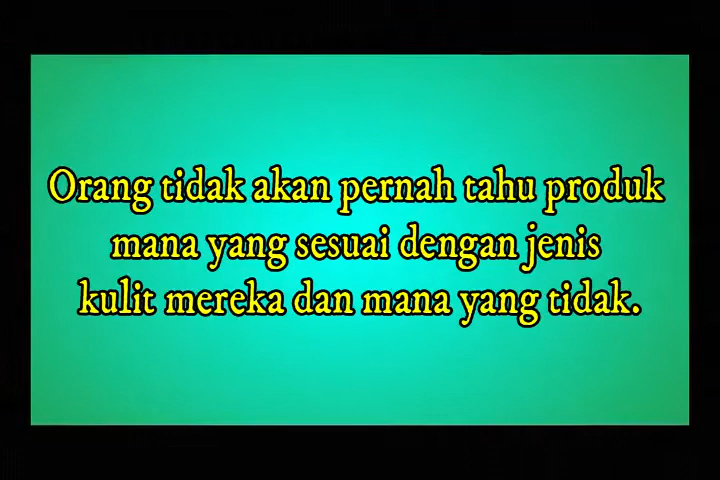 Orang tidak akan pernah tahu produk
mana yang sesuai dengan jenis
kulit mereka dan mana yang tidak.